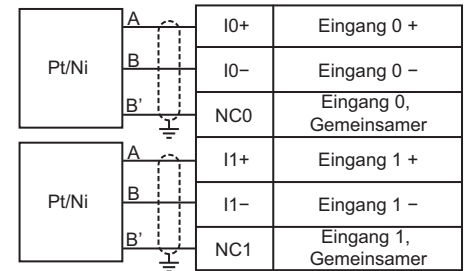 A I0+ Eingang 0 +
Pt/Ni B I0− Eingang 0 −
B' NC0 Eingang 0,
Gemeinsamer
A I1+ Eingang 1 +
Pt/Ni B I1− Eingang 1 −
B' NC1 Eingang 1,
Gemeinsamer